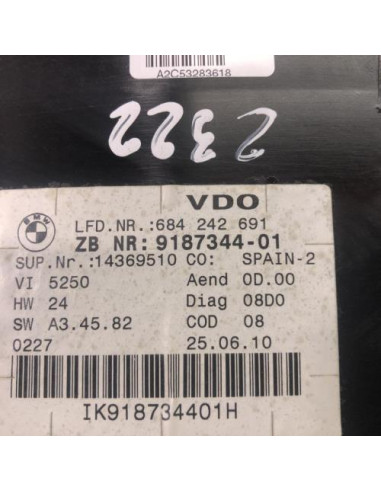 A2C53283618
2322
VDO
BMW
LFD.NR.:684 242 691
ZB NR:9187344-01
SUP.Nr.:14369510 CO: SPAIN-2
VI 5250 Aend 0D.00
HW 24 Diag 08D0
SW A3.45.82 COD 08
0227 25.06.10
IK918734401H